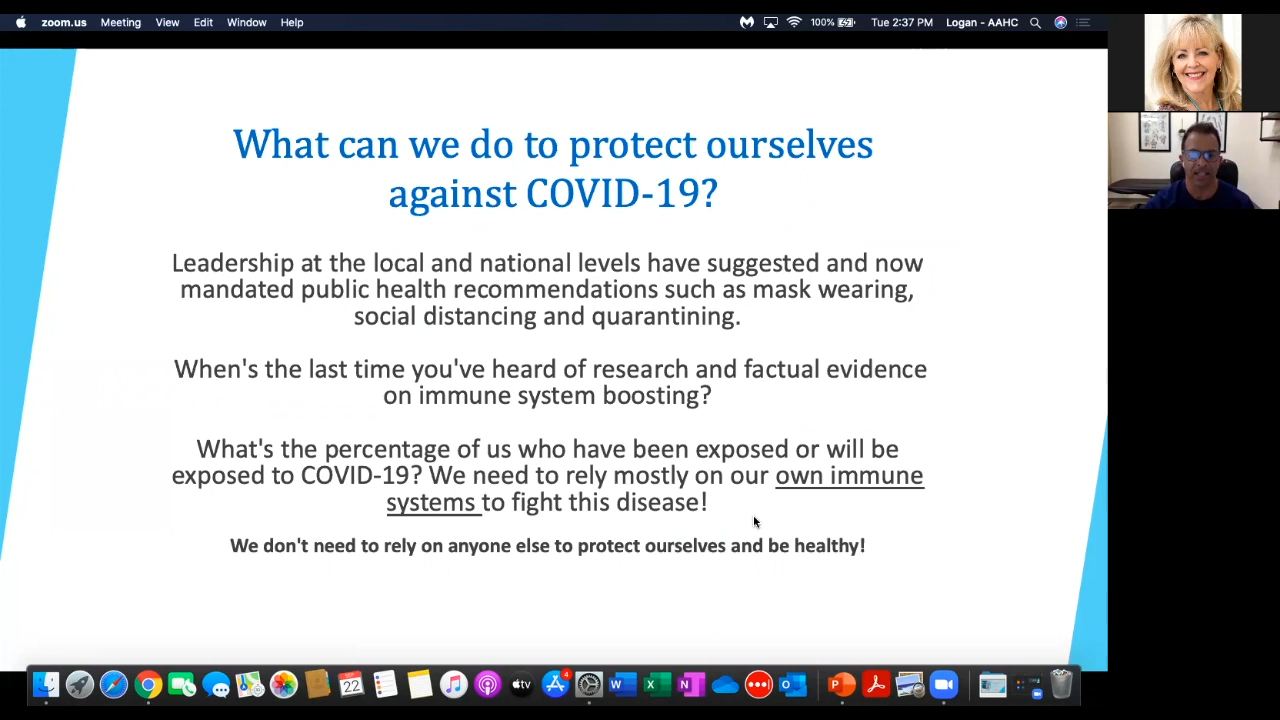 zoom.us Meeting View Edit Window Help 100% Tue 2:37 PM Logan - AAHC
What can we do to protect ourselves
against COVID-19?
Leadership at the local and national levels have suggested and now
mandated public health recommendations such as mask wearing,
social distancing and quarantining.
When's the last time you've heard of research and factual evidence
on immune system boosting?
What's the percentage of us who have been exposed or will be
exposed to COVID-19? We need to rely mostly on our own immune
systems to fight this disease!
We don't need to rely on anyone else to protect ourselves and be healthy!
22
tv
4
W
X
N
O
P